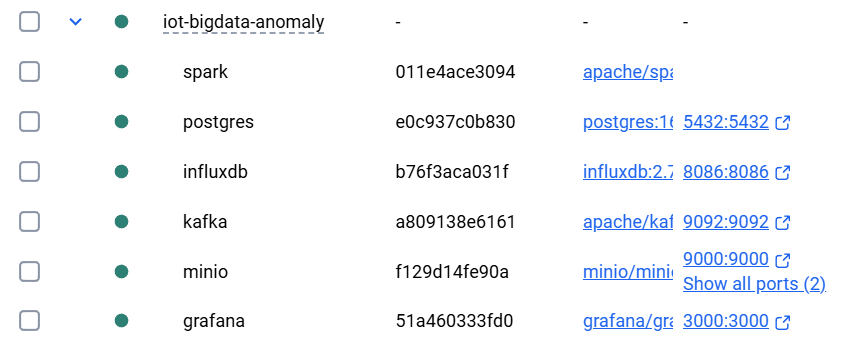 iot-bigdata-anomaly - - -
spark 011e4ace3094 apache/spa
postgres e0c937c0b830 postgres:16 5432:5432
influxdb b76f3aca031f influxdb:2.7 8086:8086
kafka a809138e6161 apache/kaf 9092:9092
minio f129d14fe90a minio/mini 9000:9000
Show all ports (2)
grafana 51a460333fd0 grafana/gra 3000:3000